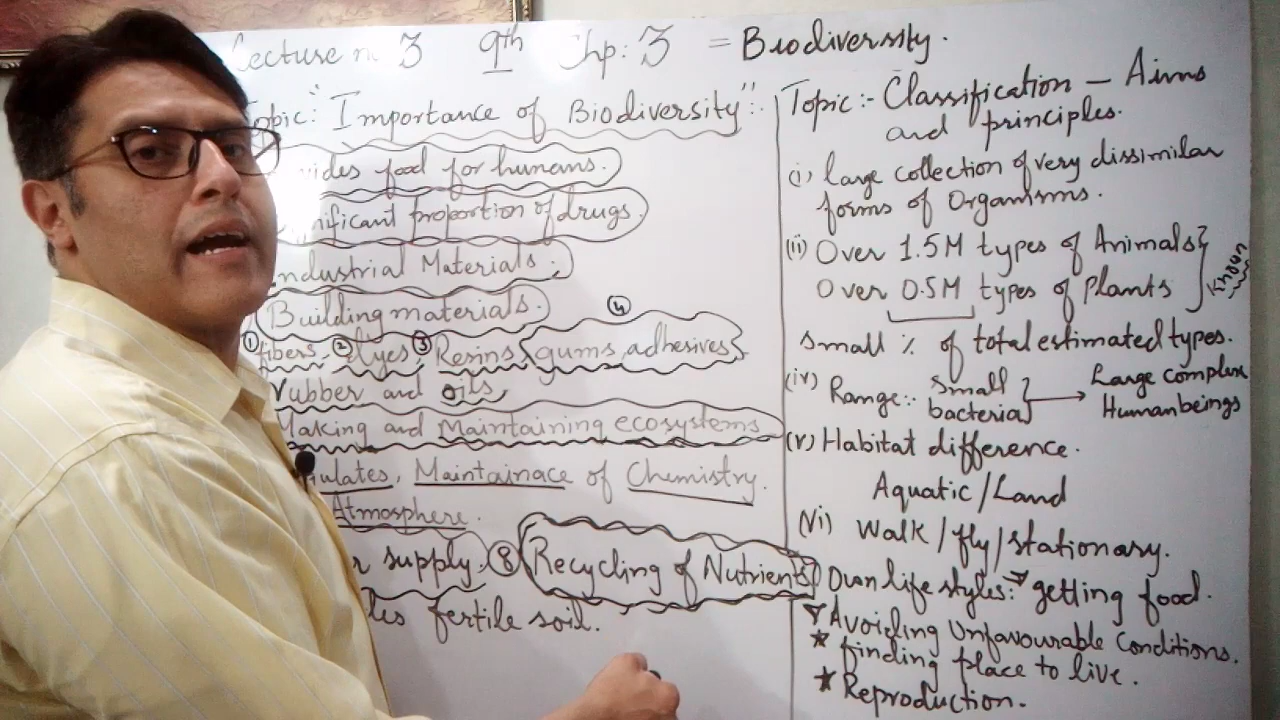 Lecture no 3 9th Chp: 3 = Biodiversity.
Topic: "Importance of Biodiversity":
vides food for humans.
nificant proportion of drugs.
Industrial Materials.
Building materials.
① fibers, ② dyes, ③ Resins, ④ gums, adhesives
rubber and oils,
Making and Maintaining ecosystems
ulates, Maintainace of Chemistry.
Atmosphere.
r supply, ⑧ Recycling of Nutrients
les fertile soil.
Topic:- Classification - Aims
and principles.
(i) large collection of very dissimilar
forms of Organisms.
(ii) Over 1.5M types of Animals
Over 0.5M types of Plants
Known
Small % of total estimated types.
(iv) Range:- Small
bacteria
→ Large complex
Humanbeings
(v) Habitat difference.
Aquatic/Land
(vi) Walk/fly/stationary.
Own life styles:- * getting food.
* Avoiding Unfavourable Conditions.
* finding place to live.
* Reproduction.